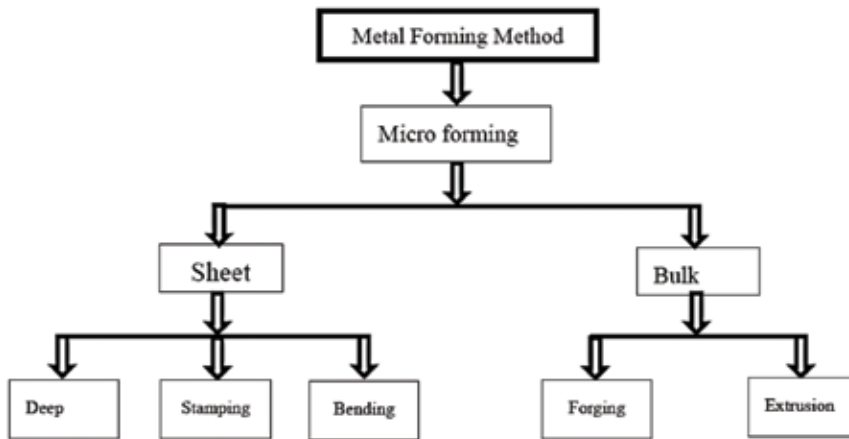 Metal Forming Method
Micro forming
Sheet
Bulk
Deep
Stamping
Bending
Forging
Extrusion